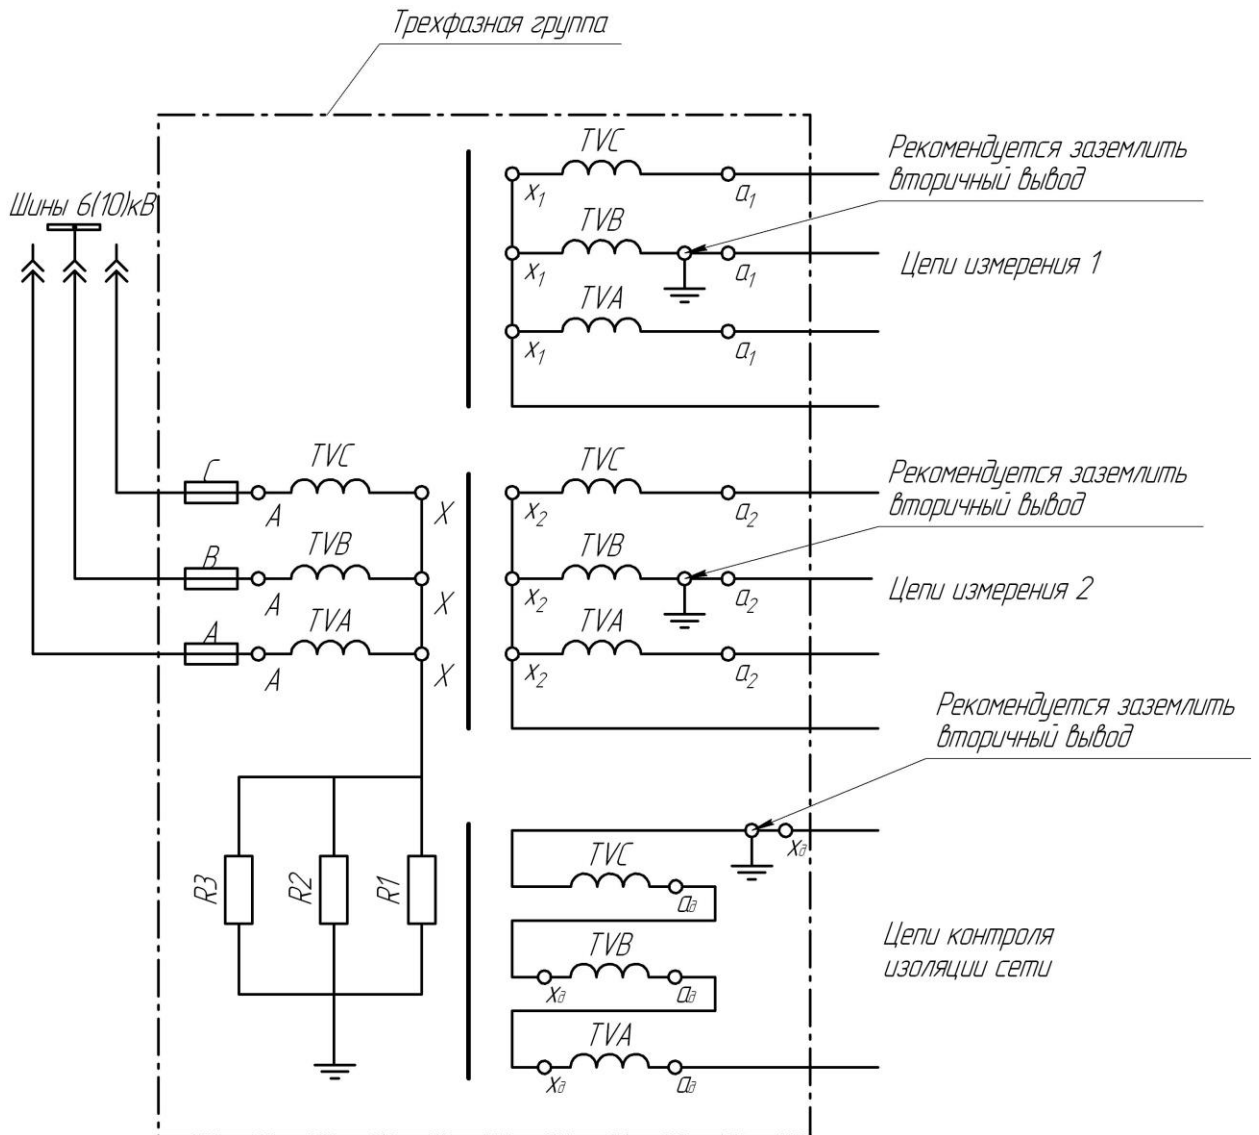 Трехфазная группа
TVC
Рекомендуется заземлить
вторичный вывод
x₁
a₁
Шины 6(10)кВ
TVB
x₁
a₁
Цепи измерения 1
TVA
x₁
a₁
C
TVC
A
X
TVC
x₂
a₂
Рекомендуется заземлить
вторичный вывод
B
TVB
A
X
TVB
x₂
a₂
Цепи измерения 2
A
TVA
A
X
TVA
x₂
a₂
Рекомендуется заземлить
вторичный вывод
xд
R3
R2
R1
TVC
aд
TVB
xд
aд
Цепи контроля
изоляции сети
TVA
xд
aд